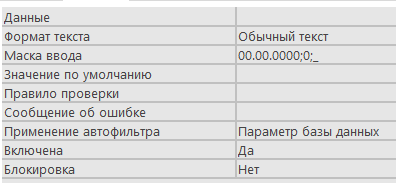 Данные
Формат текста Обычный текст
Маска ввода 00.00.0000;0;_
Значение по умолчанию
Правило проверки
Сообщение об ошибке
Применение автофильтра Параметр базы данных
Включена Да
Блокировка Нет